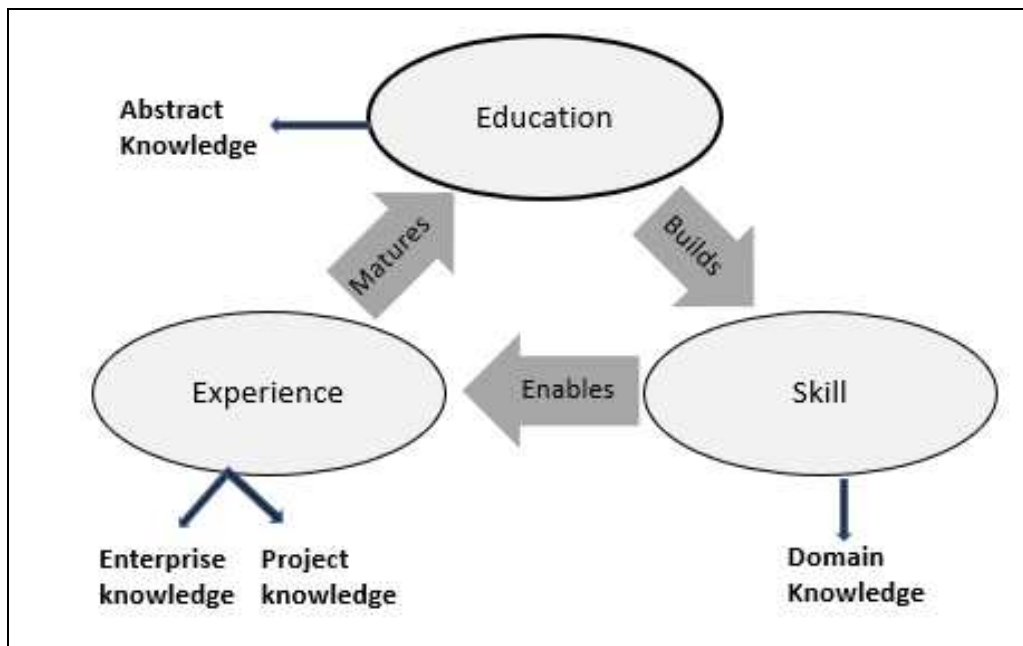 Education
Abstract
Knowledge
Matures
Builds
Experience
Enables
Skill
Enterprise
knowledge
Project
knowledge
Domain
Knowledge